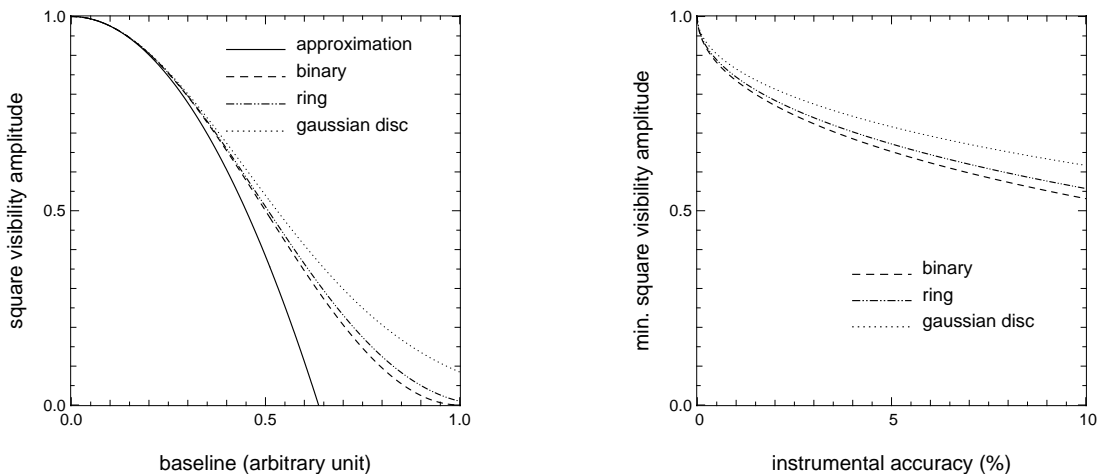 square visibility amplitude
1.0
0.5
0.0
0.0
0.5
1.0
approximation
binary
ring
gaussian disc
baseline (arbitrary unit)
min. square visibility amplitude
1.0
0.5
0.0
0
5
10
binary
ring
gaussian disc
instrumental accuracy (%)